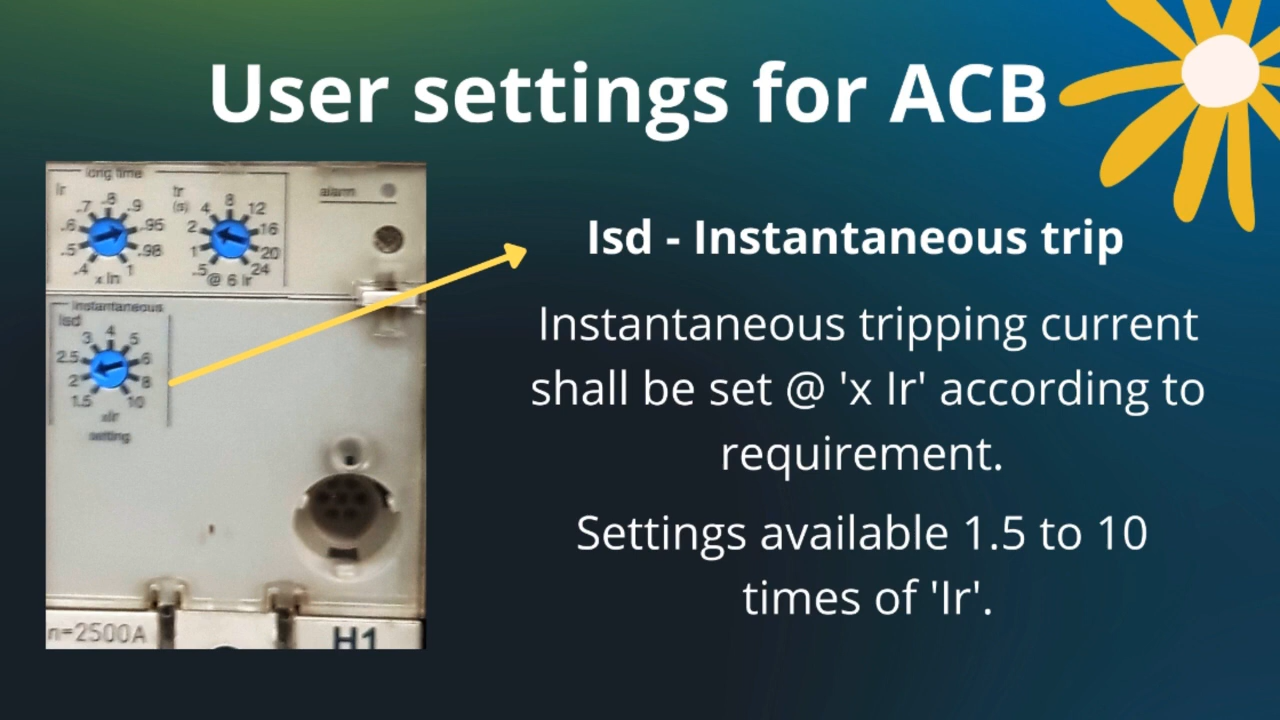 User settings for ACB
long time
Ir
.4 .5 .6 .7 .8 .9 .95 .98 1
x In
tr
(s)
.5 1 2 4 8 12 16 20 24
@ 6 Ir
alarm
Instantaneous
Isd
1.5 2 2.5 3 4 5 6 8 10
xIr
setting
n=2500A
H1
Isd - Instantaneous trip
Instantaneous tripping current
shall be set @ 'x Ir' according to
requirement.
Settings available 1.5 to 10
times of 'Ir'.